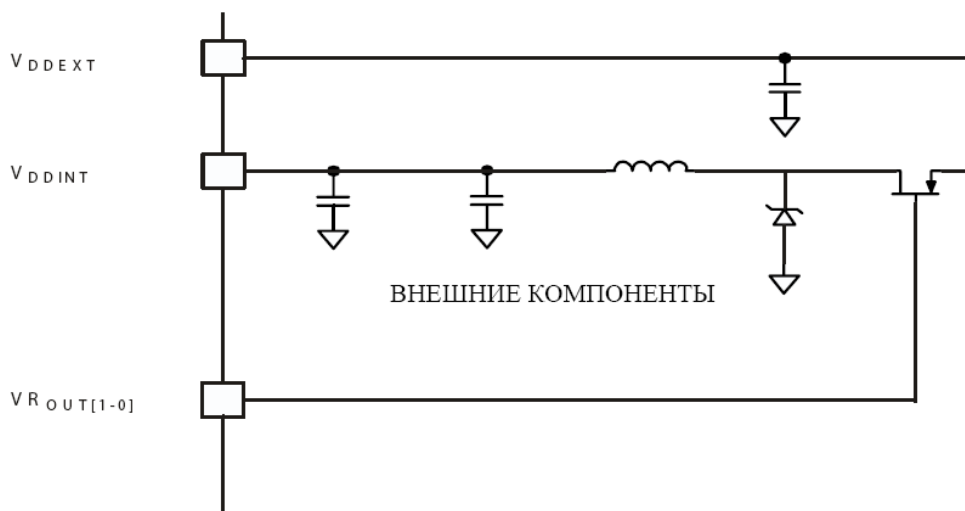 VDDEXT
VDDINT
ВНЕШНИЕ КОМПОНЕНТЫ
VROUT[1-0]